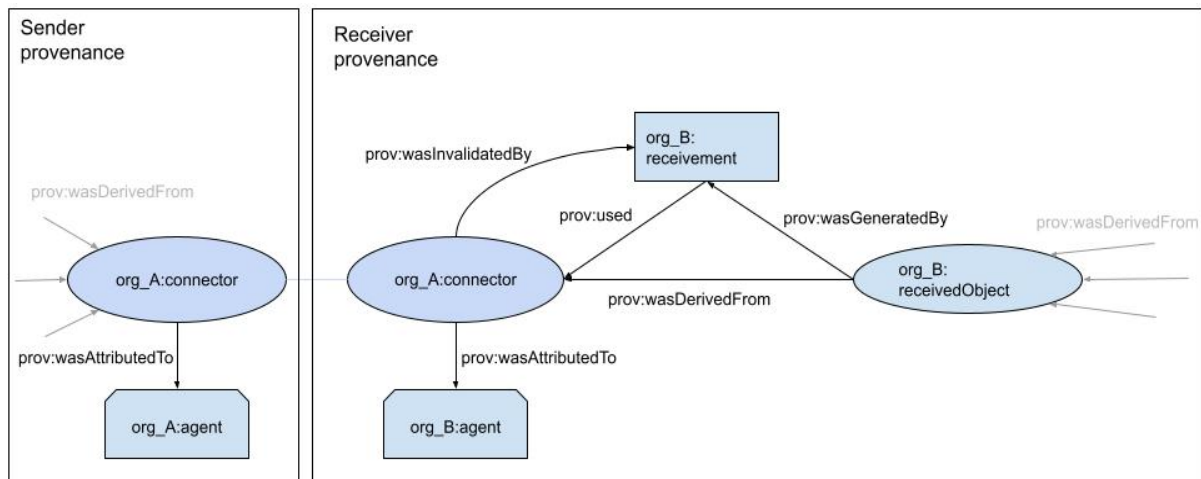 Sender
provenance
prov:wasDerivedFrom
org_A:connector
prov:wasAttributedTo
org_A:agent
Receiver
provenance
prov:wasInvalidatedBy
org_B:
receivement
prov:used
prov:wasGeneratedBy
prov:wasDerivedFrom
org_A:connector
org_B:
receivedObject
prov:wasDerivedFrom
prov:wasAttributedTo
org_B:agent